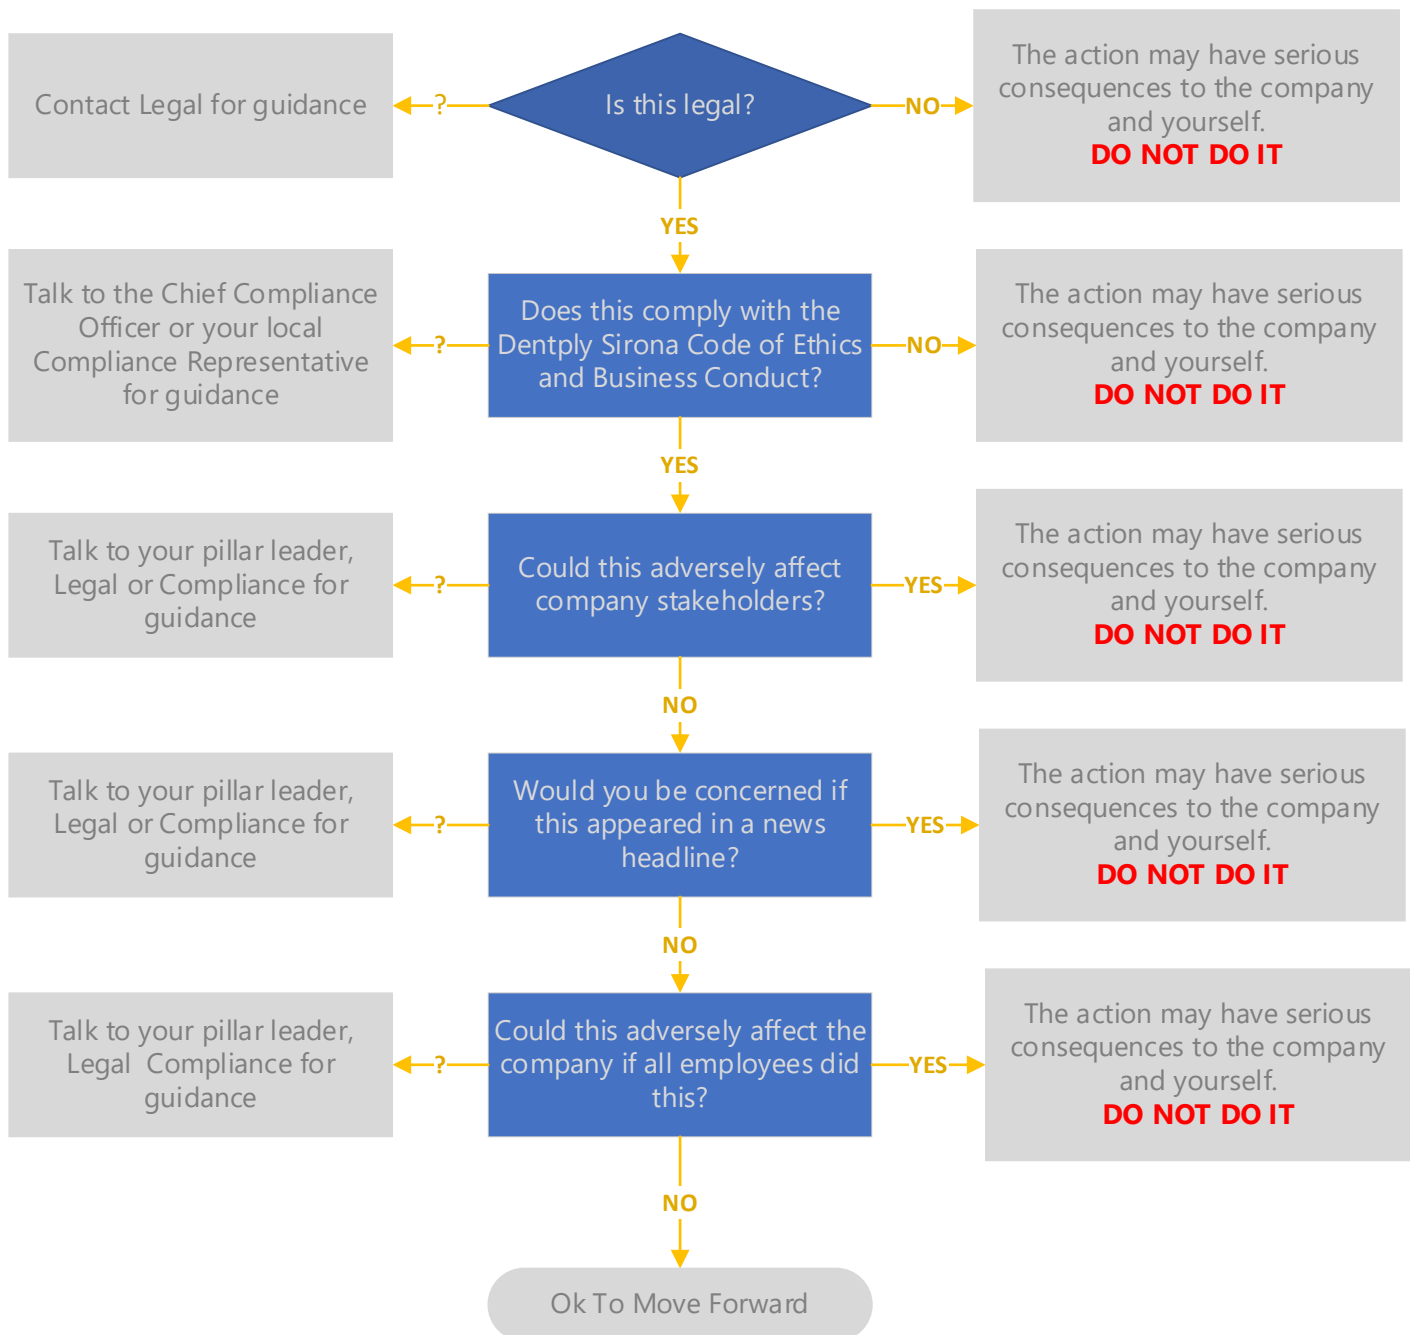 Contact Legal for guidance
?
Is this legal?
NO
The action may have serious
consequences to the company
and yourself.
DO NOT DO IT
YES
Talk to the Chief Compliance
Officer or your local
Compliance Representative
for guidance
?
Does this comply with the
Dentply Sirona Code of Ethics
and Business Conduct?
NO
The action may have serious
consequences to the company
and yourself.
DO NOT DO IT
YES
Talk to your pillar leader,
Legal or Compliance for
guidance
?
Could this adversely affect
company stakeholders?
YES
The action may have serious
consequences to the company
and yourself.
DO NOT DO IT
NO
Talk to your pillar leader,
Legal or Compliance for
guidance
?
Would you be concerned if
this appeared in a news
headline?
YES
The action may have serious
consequences to the company
and yourself.
DO NOT DO IT
NO
Talk to your pillar leader,
Legal  Compliance for
guidance
?
Could this adversely affect the
company if all employees did
this?
YES
The action may have serious
consequences to the company
and yourself.
DO NOT DO IT
NO
Ok To Move Forward